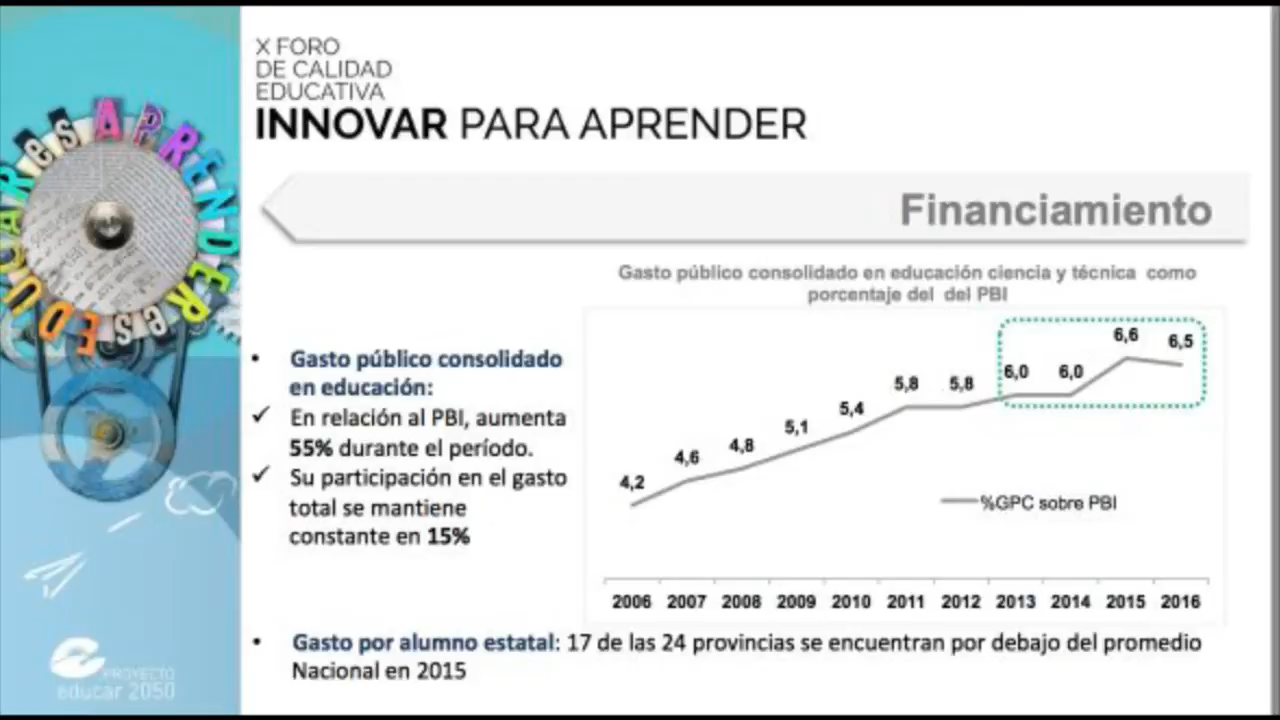 X FORO
DE CALIDAD
EDUCATIVA
INNOVAR PARA APRENDER
EDUCAR ES APRENDER ES
Financiamiento
Gasto público consolidado en educación ciencia y técnica como
porcentaje del del PBI
• Gasto público consolidado
en educación:
✓ En relación al PBI, aumenta
55% durante el período.
✓ Su participación en el gasto
total se mantiene
constante en 15%
4,2
4,6
4,8
5,1
5,4
5,8
5,8
6,0
6,0
6,6
6,5
%GPC sobre PBI
2006 2007 2008 2009 2010 2011 2012 2013 2014 2015 2016
• Gasto por alumno estatal: 17 de las 24 provincias se encuentran por debajo del promedio
Nacional en 2015
PROYECTO
educar 2050